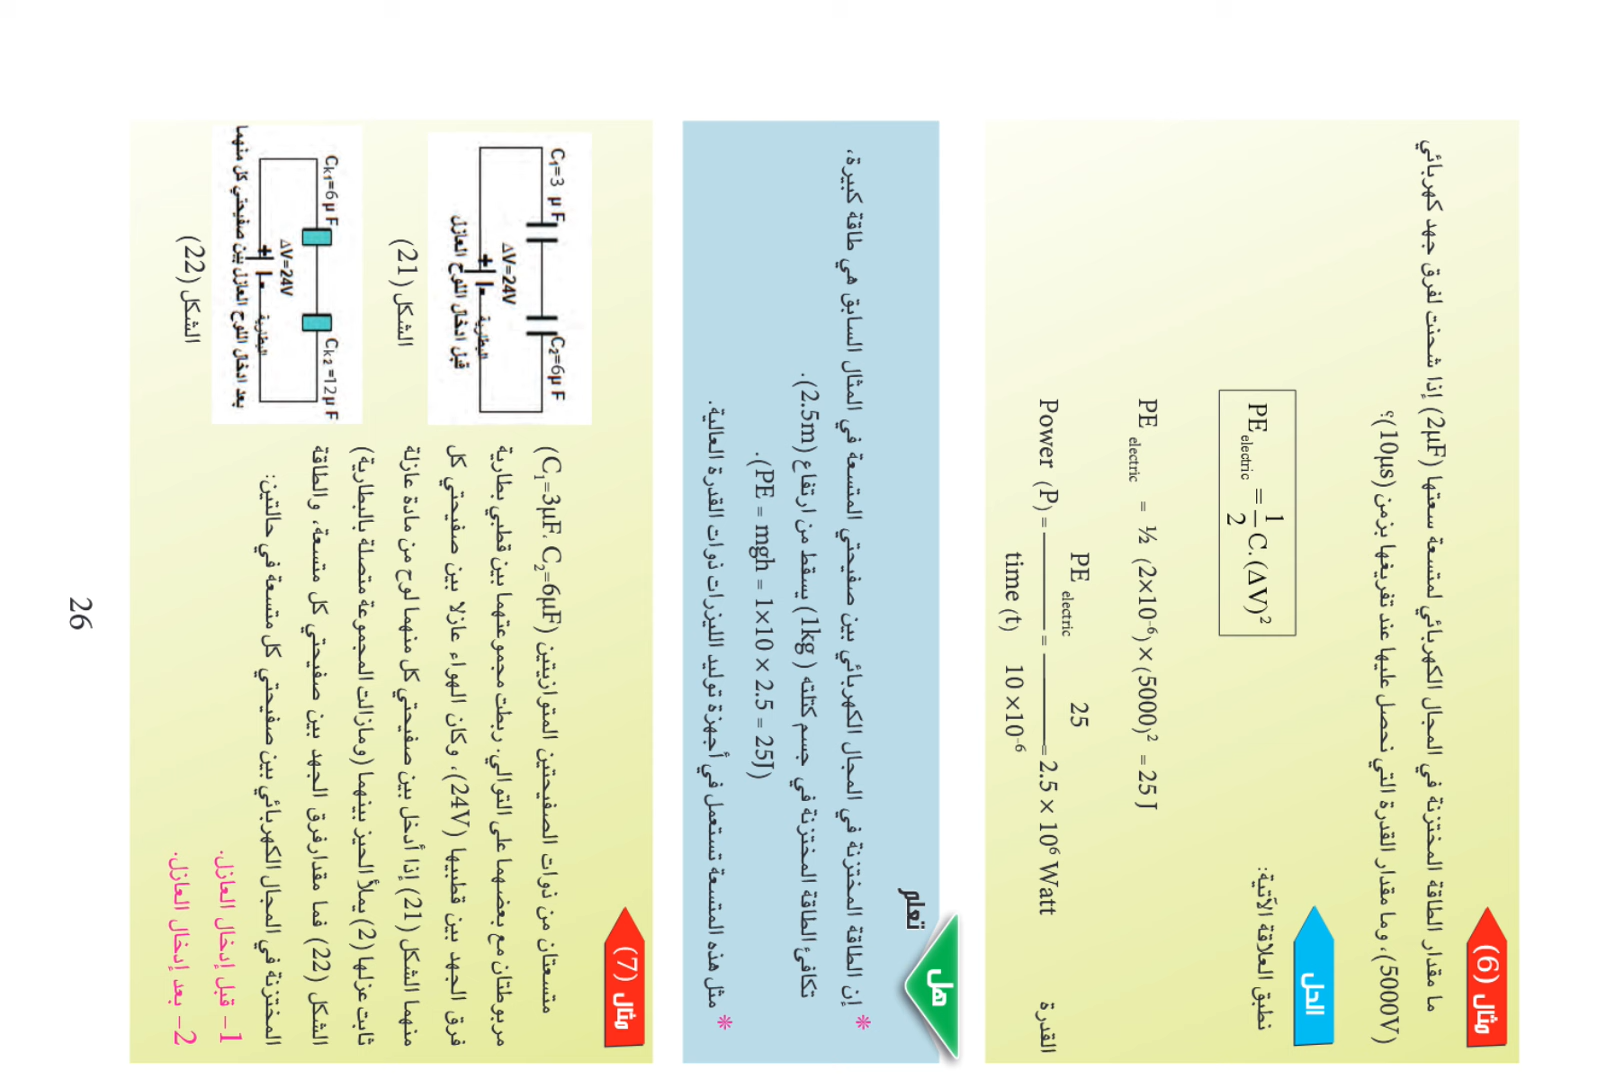 مثال (6)
ما مقدار الطاقة المختزنة في المجال الكهربائي لمتسعة سعتها (2μF) إذا شحنت لفرق جهد كهربائي
(5000V)، وما مقدار القدرة التي نحصل عليها عند تفريغها بزمن (10μs)؟
الحل
نطبق العلاقة الآتية:
PE electric = 1/2 C.(ΔV)²
PE electric = ½ (2×10⁻⁶) × (5000)² = 25 J
PE electric 25
القدرة Power (P) = ——— = ——— = 2.5 × 10⁶ Watt
time (t) 10 ×10⁻⁶
هل
تعلم
* إن الطاقة المختزنة في المجال الكهربائي بين صفيحتي المتسعة في المثال السابق هي طاقة كبيرة،
تكافئ الطاقة المختزنة في جسم كتلته (1kg) يسقط من ارتفاع (2.5m).
(PE = mgh = 1×10 × 2.5 = 25J).
* مثل هذه المتسعة تستعمل في أجهزة توليد الليزرات ذوات القدرة العالية.
مثال (7)
متسعتان من ذوات الصفيحتين المتوازيتين (C₁=3μF، C₂=6μF)
مربوطتان مع بعضهما على التوالي. ربطت مجموعتهما بين قطبي بطارية
فرق الجهد بين قطبيها (24V)، وكان الهواء عازلا بين صفيحتي كل
منهما الشكل (21) إذا أدخل بين صفيحتي كل منهما لوح من مادة عازلة
ثابت عزلها (2) يملأ الحيز بينهما (ومازالت المجموعة متصلة بالبطارية)
الشكل (22) فما مقدار فرق الجهد بين صفيحتي كل متسعة، والطاقة
المختزنة في المجال الكهربائي بين صفيحتي كل متسعة في حالتين:
1– قبل إدخال العازل.
2– بعد إدخال العازل.
C₁=3 μF C₂=6μF
ΔV=24V
+ -
البطارية
قبل ادخال اللوح العازل
الشكل (21)
Ck₁=6μF Ck₂=12μF
ΔV=24V
+ -
البطارية
بعد ادخال اللوح العازل بين صفيحتي كل منهما
الشكل (22)
26